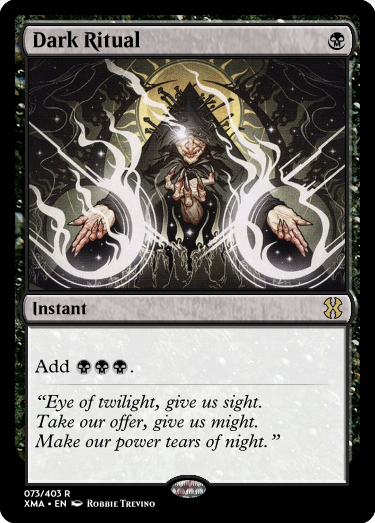 Dark Ritual
Instant
Add .
“Eye of twilight, give us sight.
Take our offer, give us might.
Make our power tears of night.”
073/403 R
XMA • EN Robbie Trevino